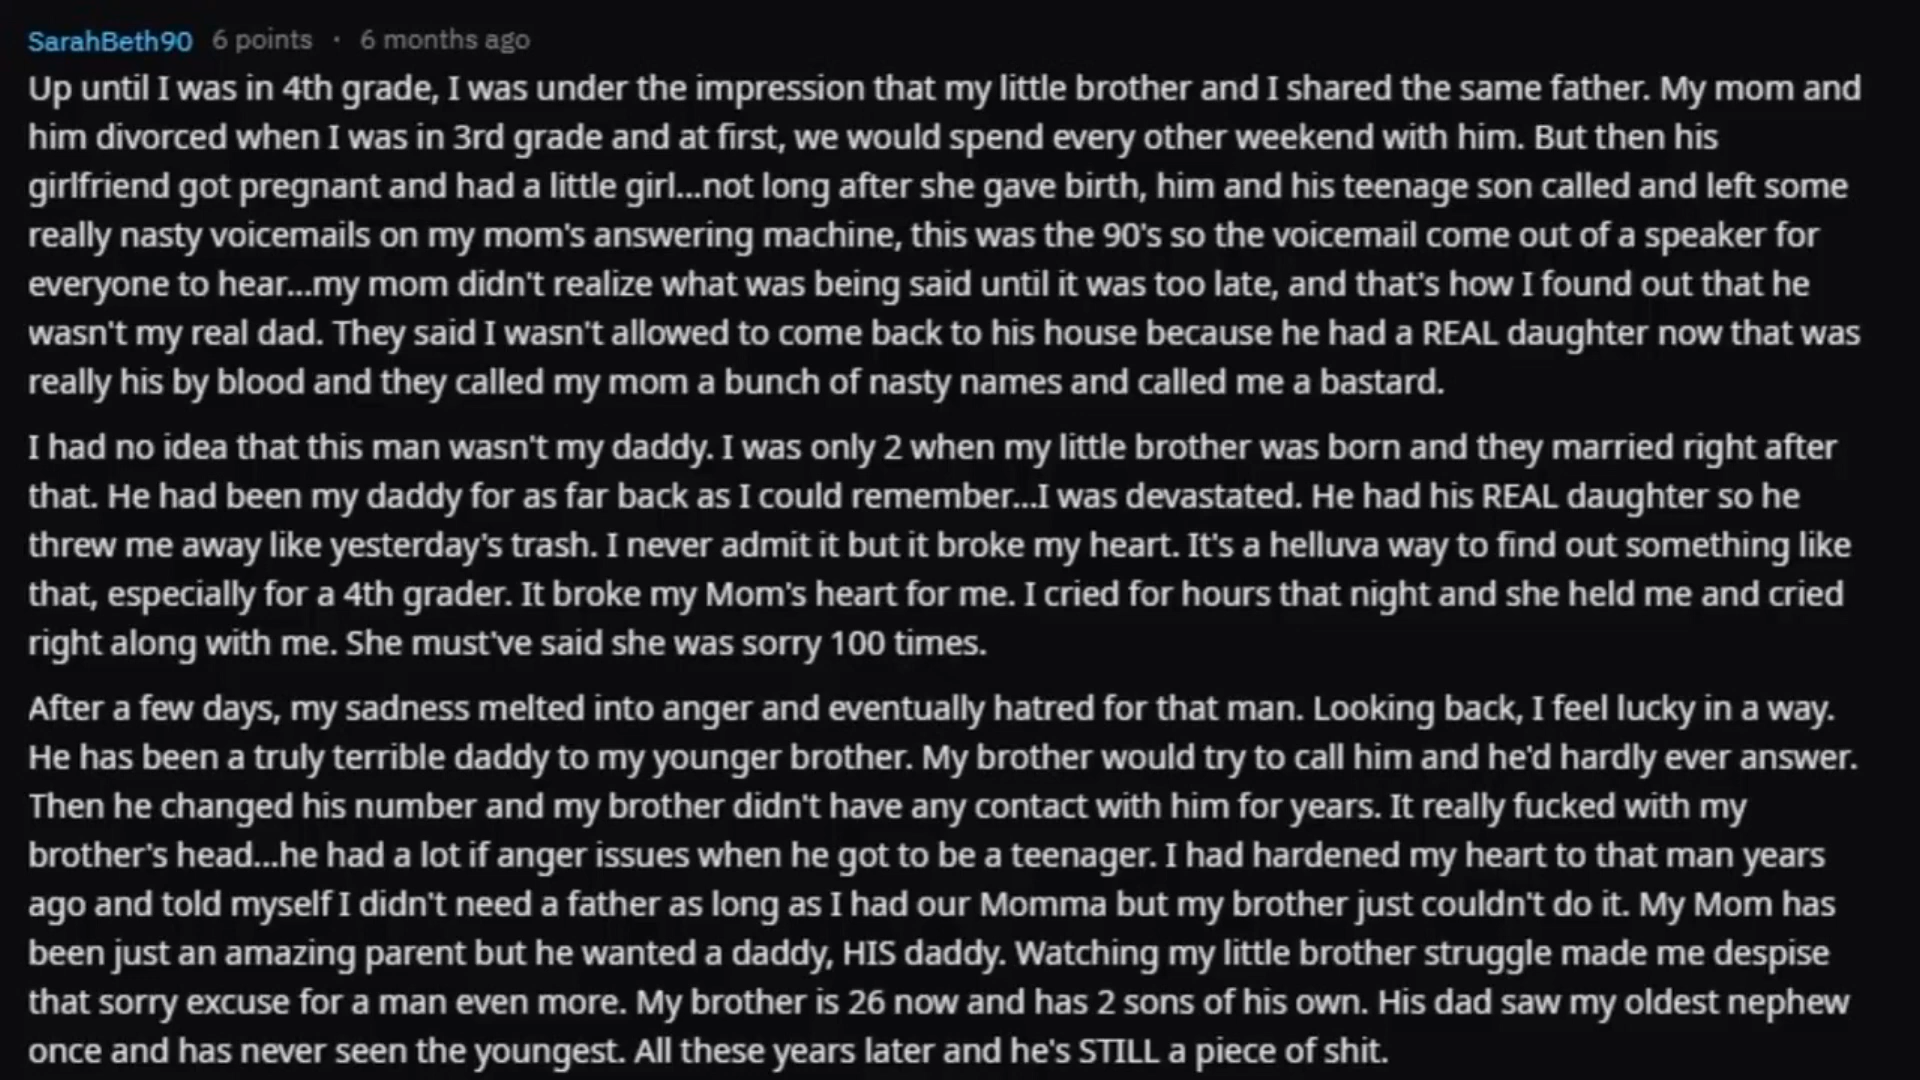 SarahBeth90 6 points · 6 months ago
Up until I was in 4th grade, I was under the impression that my little brother and I shared the same father. My mom and
him divorced when I was in 3rd grade and at first, we would spend every other weekend with him. But then his
girlfriend got pregnant and had a little girl...not long after she gave birth, him and his teenage son called and left some
really nasty voicemails on my mom's answering machine, this was the 90's so the voicemail come out of a speaker for
everyone to hear...my mom didn't realize what was being said until it was too late, and that's how I found out that he
wasn't my real dad. They said I wasn't allowed to come back to his house because he had a REAL daughter now that was
really his by blood and they called my mom a bunch of nasty names and called me a bastard.
I had no idea that this man wasn't my daddy. I was only 2 when my little brother was born and they married right after
that. He had been my daddy for as far back as I could remember...I was devastated. He had his REAL daughter so he
threw me away like yesterday's trash. I never admit it but it broke my heart. It's a helluva way to find out something like
that, especially for a 4th grader. It broke my Mom's heart for me. I cried for hours that night and she held me and cried
right along with me. She must've said she was sorry 100 times.
After a few days, my sadness melted into anger and eventually hatred for that man. Looking back, I feel lucky in a way.
He has been a truly terrible daddy to my younger brother. My brother would try to call him and he'd hardly ever answer.
Then he changed his number and my brother didn't have any contact with him for years. It really fucked with my
brother's head...he had a lot if anger issues when he got to be a teenager. I had hardened my heart to that man years
ago and told myself I didn't need a father as long as I had our Momma but my brother just couldn't do it. My Mom has
been just an amazing parent but he wanted a daddy, HIS daddy. Watching my little brother struggle made me despise
that sorry excuse for a man even more. My brother is 26 now and has 2 sons of his own. His dad saw my oldest nephew
once and has never seen the youngest. All these years later and he's STILL a piece of shit.